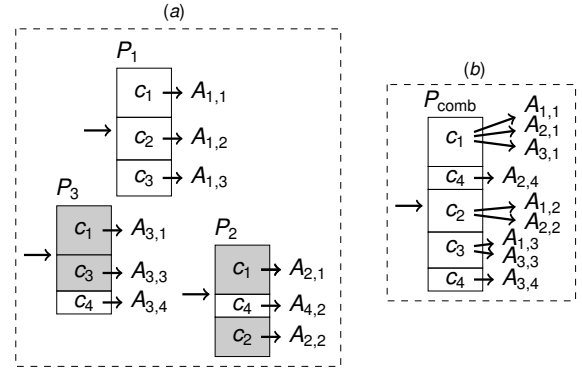 (a)
P1
c1 A1,1
c2 A1,2
c3 A1,3
P3
c1 A3,1
c3 A3,3
c4 A3,4
P2
c1 A2,1
c4 A4,2
c2 A2,2
(b)
Pcomb
c1 A1,1
A2,1
A3,1
c4 A2,4
c2 A1,2
A2,2
c3 A1,3
A3,3
c4 A3,4